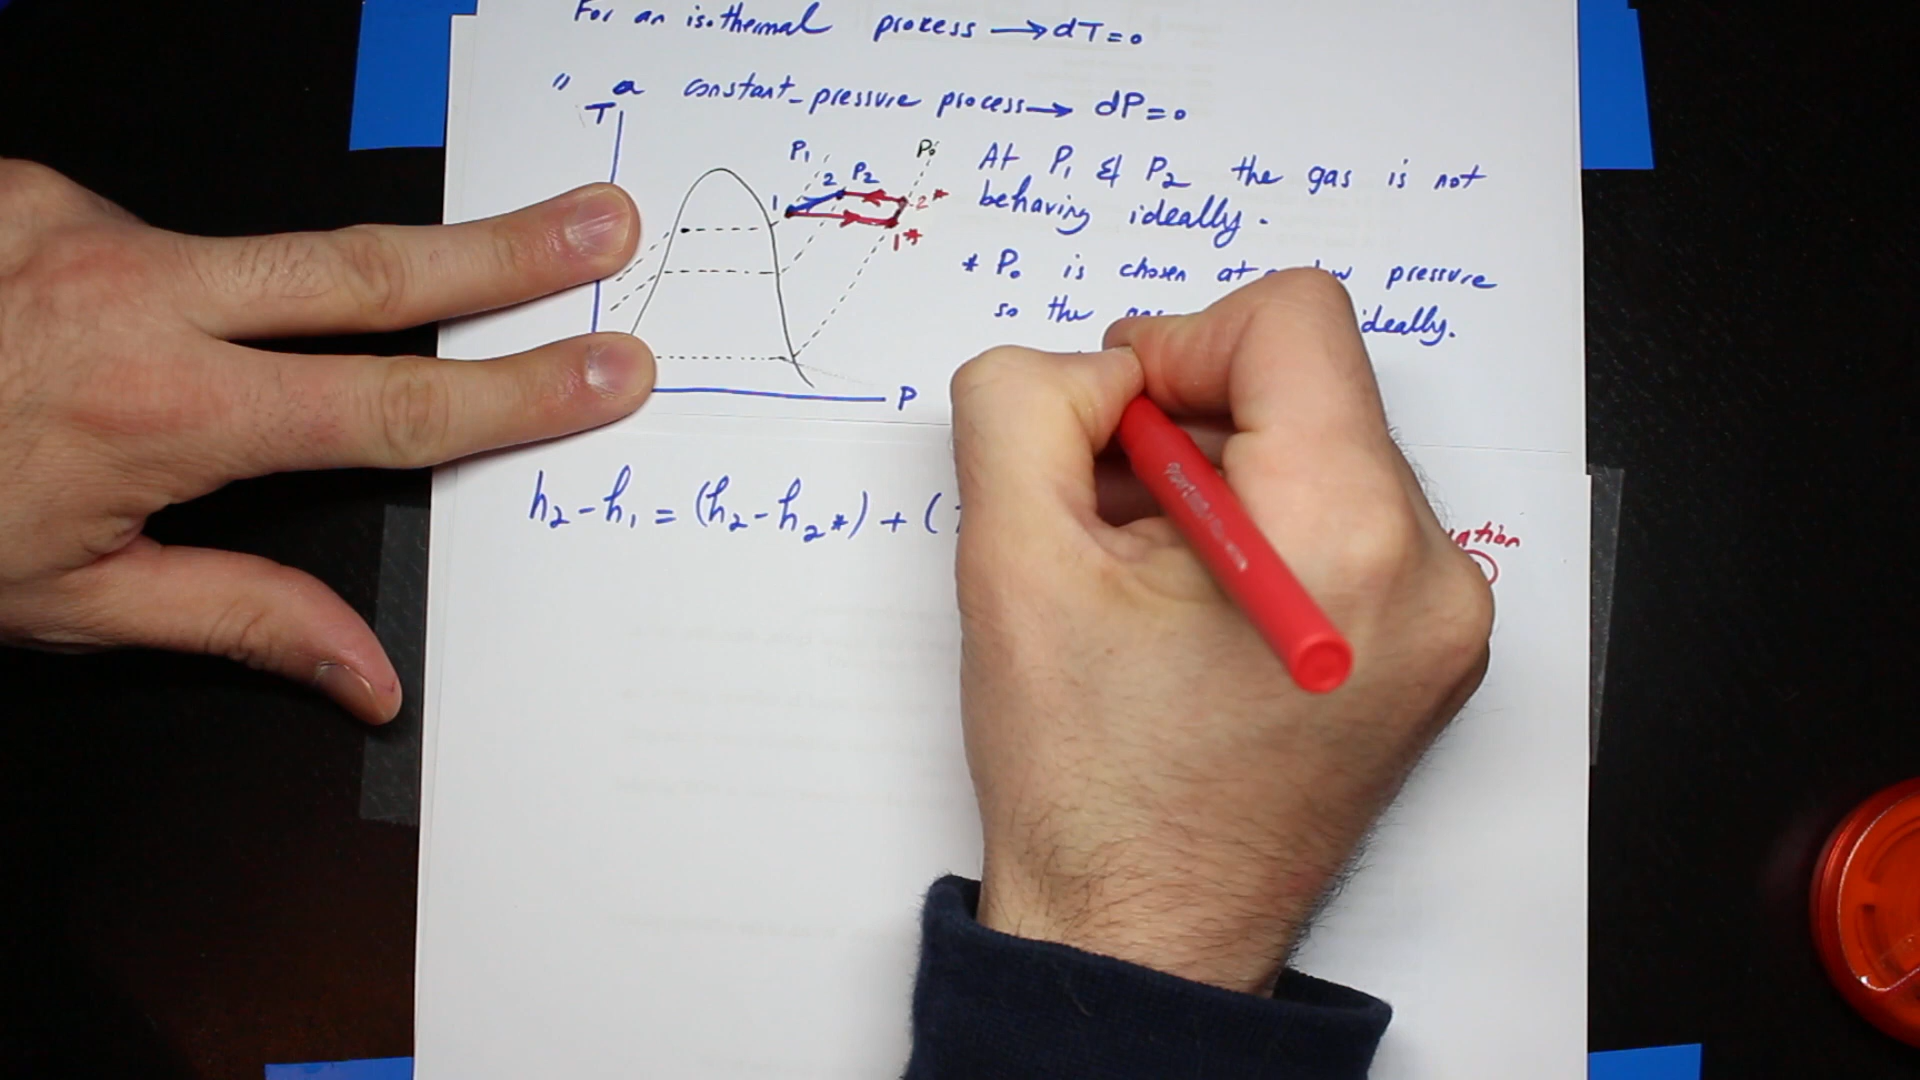 For an isothermal process → dT=0
" a constant-pressure process → dP=0
T
P₁ P₀
2 P₂
1 2*
1*
P
At P₁ & P₂ the gas is not
behaving ideally.
* P₀ is chosen at pressure
so the ideally.
h₂-h₁ = (h₂-h₂*) + (